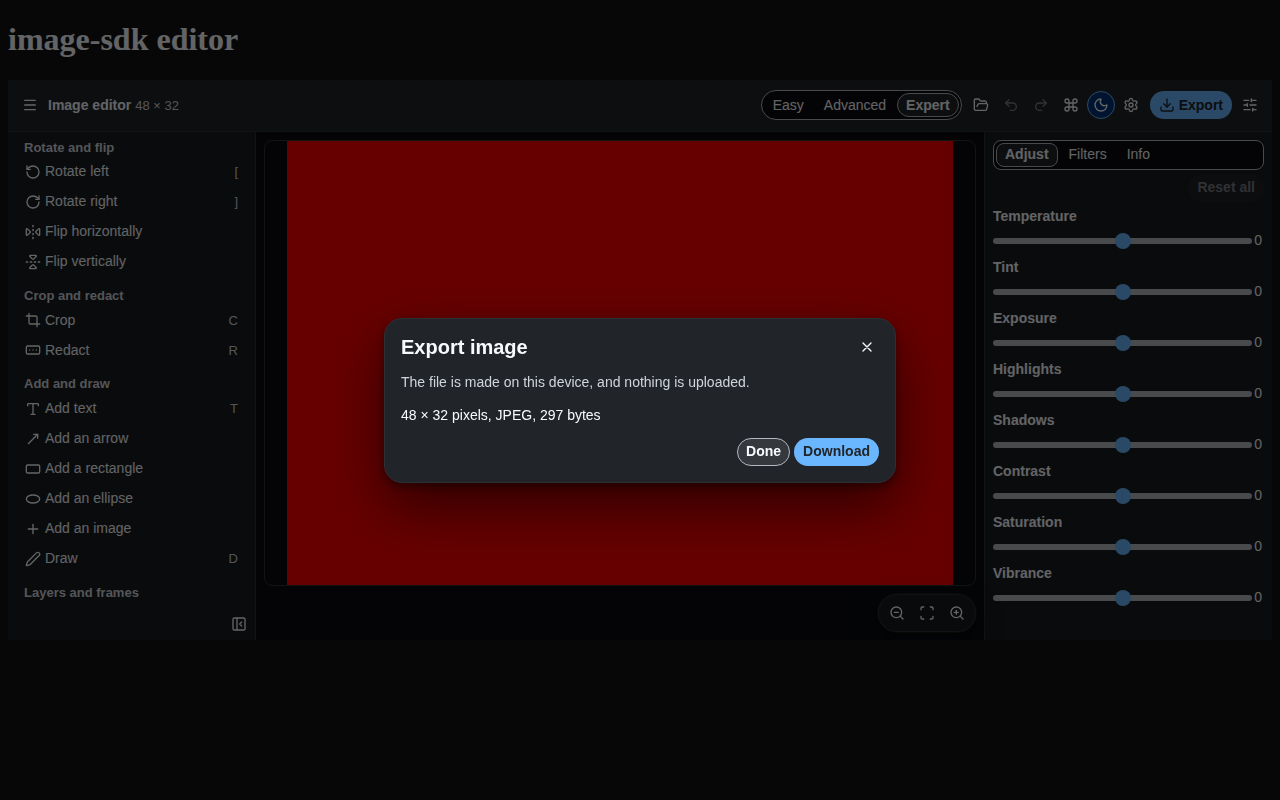 image-sdk editor
Image editor 48 × 32
Easy Advanced Expert
Export
Rotate and flip
Rotate left [
Rotate right ]
Flip horizontally
Flip vertically
Crop and redact
Crop C
Redact R
Add and draw
Add text T
Add an arrow
Add a rectangle
Add an ellipse
Add an image
Draw D
Layers and frames
Export image
The file is made on this device, and nothing is uploaded.
48 × 32 pixels, JPEG, 297 bytes
Done Download
Adjust Filters Info
Reset all
Temperature
0
Tint
0
Exposure
0
Highlights
0
Shadows
0
Contrast
0
Saturation
0
Vibrance
0